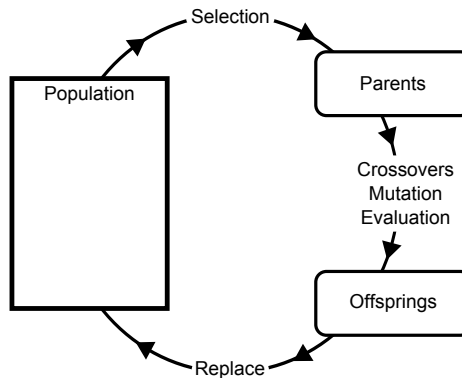 Selection
Population
Parents
Crossovers
Mutation
Evaluation
Offsprings
Replace